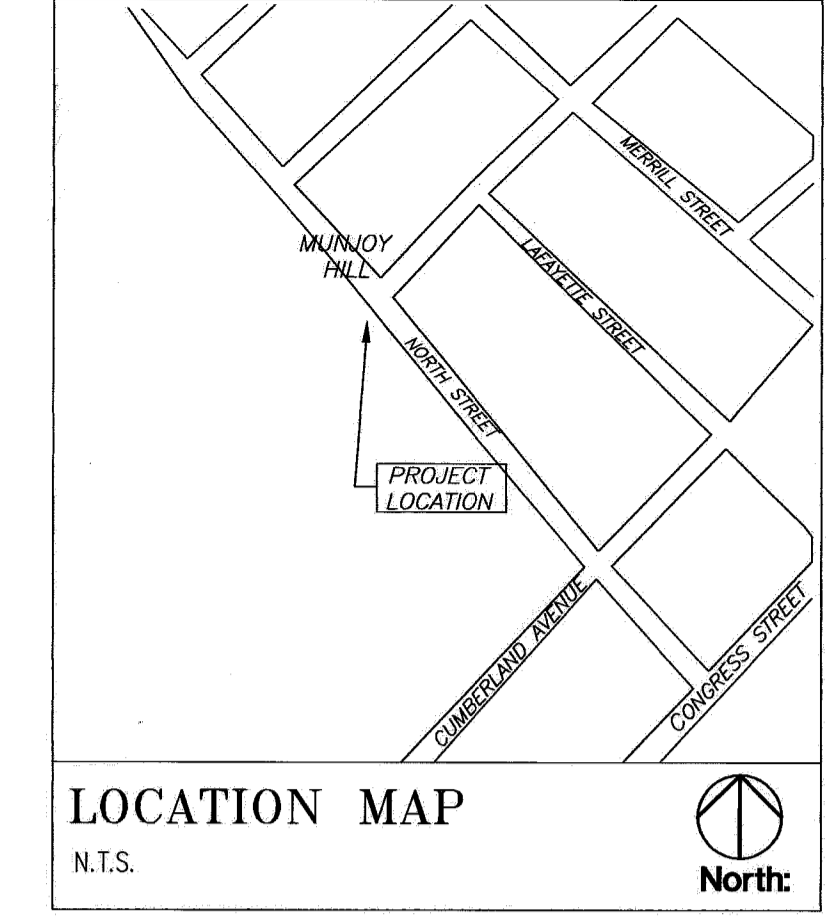 MERRILL STREET
MUNJOY
HILL
LAFAYETTE STREET
NORTH STREET
PROJECT
LOCATION
CUMBERLAND AVENUE
CONGRESS STREET
LOCATION MAP
N.T.S.
North: